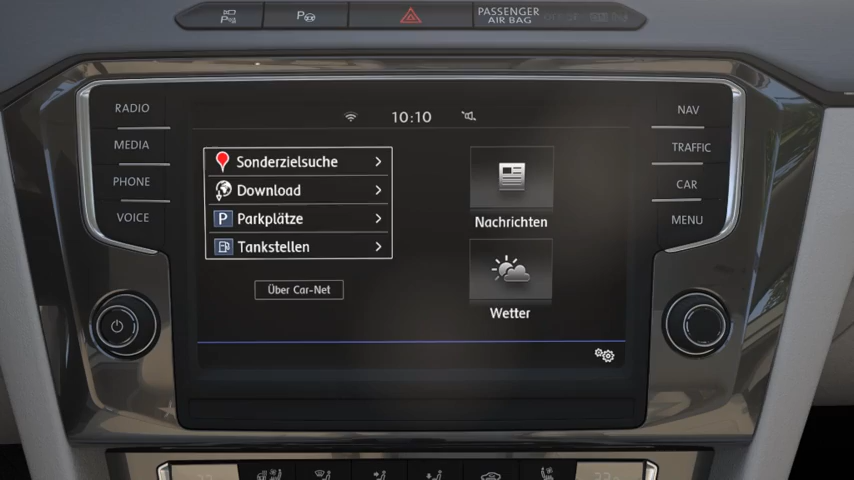 PASSENGER
AIR BAG
RADIO
MEDIA
PHONE
VOICE
10:10
Sonderzielsuche
Download
P Parkplätze
Tankstellen
Über Car-Net
Nachrichten
Wetter
NAV
TRAFFIC
CAR
MENU